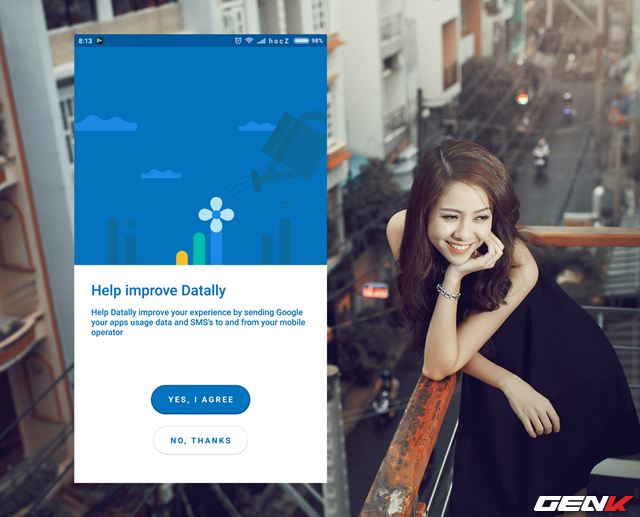 8:13
hocZ
98%
Help improve Datally
Help Datally improve your experience by sending Google
your apps usage data and SMS's to and from your mobile
operator
YES, I AGREE
NO, THANKS
GENK